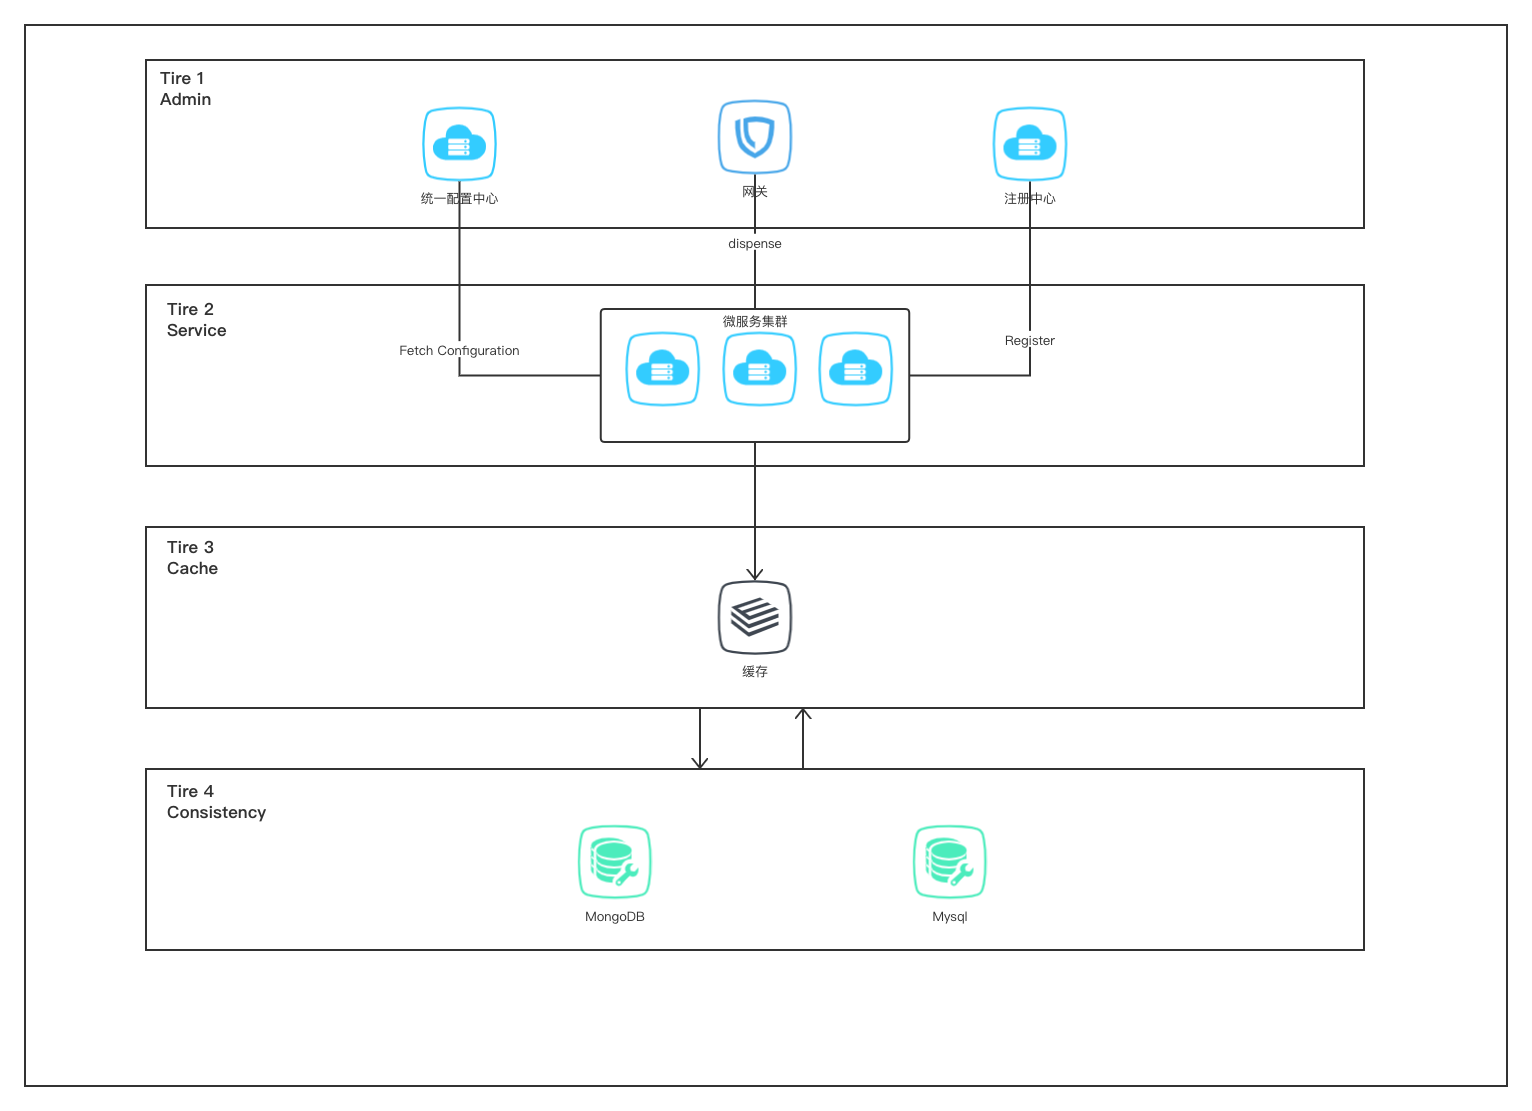 Tire 1
Admin
统一配置中心
网关
注册中心
dispense
Tire 2
Service
微服务集群
Fetch Configuration
Register
Tire 3
Cache
缓存
Tire 4
Consistency
MongoDB
Mysql